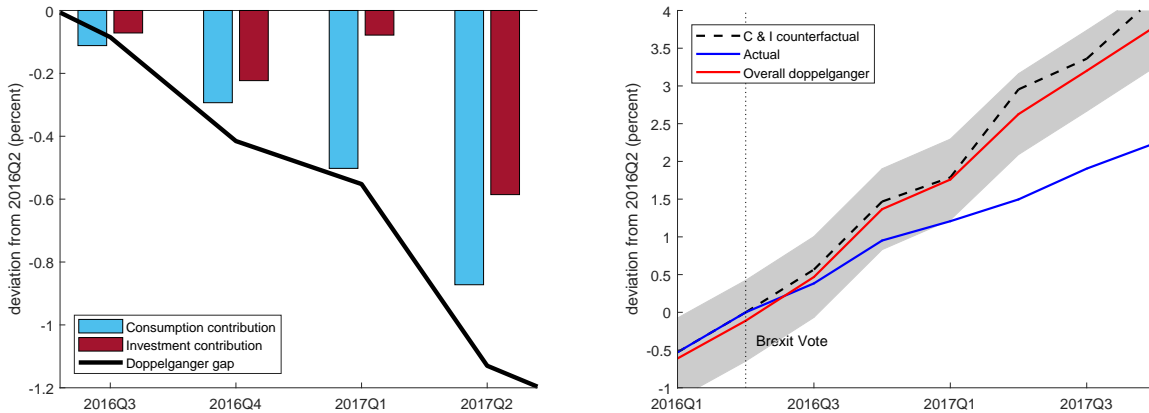 deviation from 2016Q2 (percent)
0
-0.2
-0.4
-0.6
-0.8
-1
-1.2
2016Q3
2016Q4
2017Q1
2017Q2
Consumption contribution
Investment contribution
Doppelganger gap
deviation from 2016Q2 (percent)
4
3.5
3
2.5
2
1.5
1
0.5
0
-0.5
-1
2016Q1
2016Q3
2017Q1
2017Q3
C & I counterfactual
Actual
Overall doppelganger
Brexit Vote